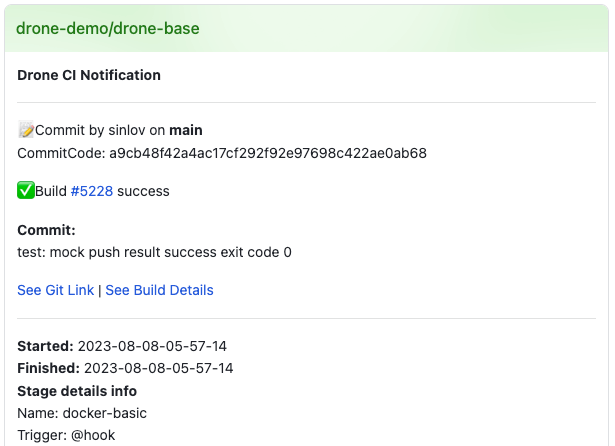 drone-demo/drone-base
Drone CI Notification
📝Commit by sinlov on main
CommitCode: a9cb48f42a4ac17cf292f92e97698c422ae0ab68
✅Build #5228 success
Commit:
test: mock push result success exit code 0
See Git Link | See Build Details
Started: 2023-08-08-05-57-14
Finished: 2023-08-08-05-57-14
Stage details info
Name: docker-basic
Trigger: @hook